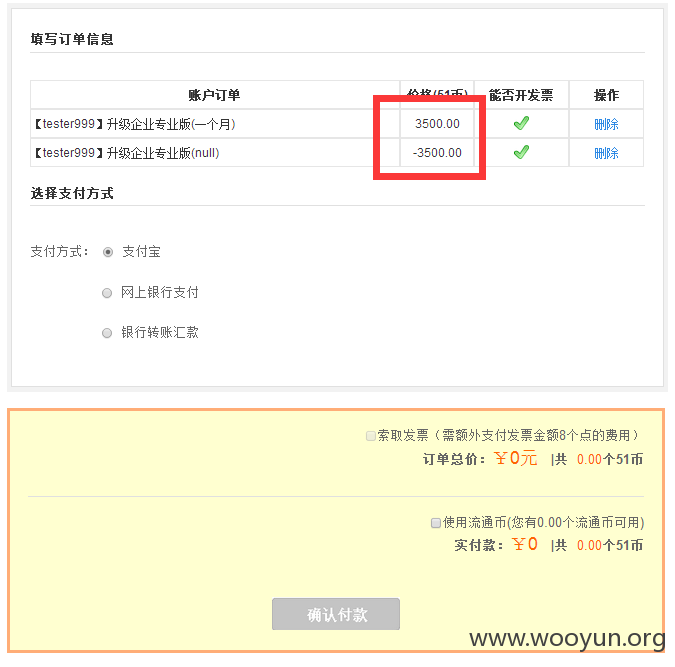 填写订单信息
账户订单 价格(51币) 能否开发票 操作
【tester999】升级企业专业版(一个月) 3500.00 删除
【tester999】升级企业专业版(null) -3500.00 删除
选择支付方式
支付方式： 支付宝
网上银行支付
银行转账汇款
索取发票（需额外支付发票金额8个点的费用）
订单总价：￥0元 |共 0.00个51币
使用流通币(您有0.00个流通币可用)
实付款：￥0 |共 0.00个51币
确认付款
www.wooyun.org